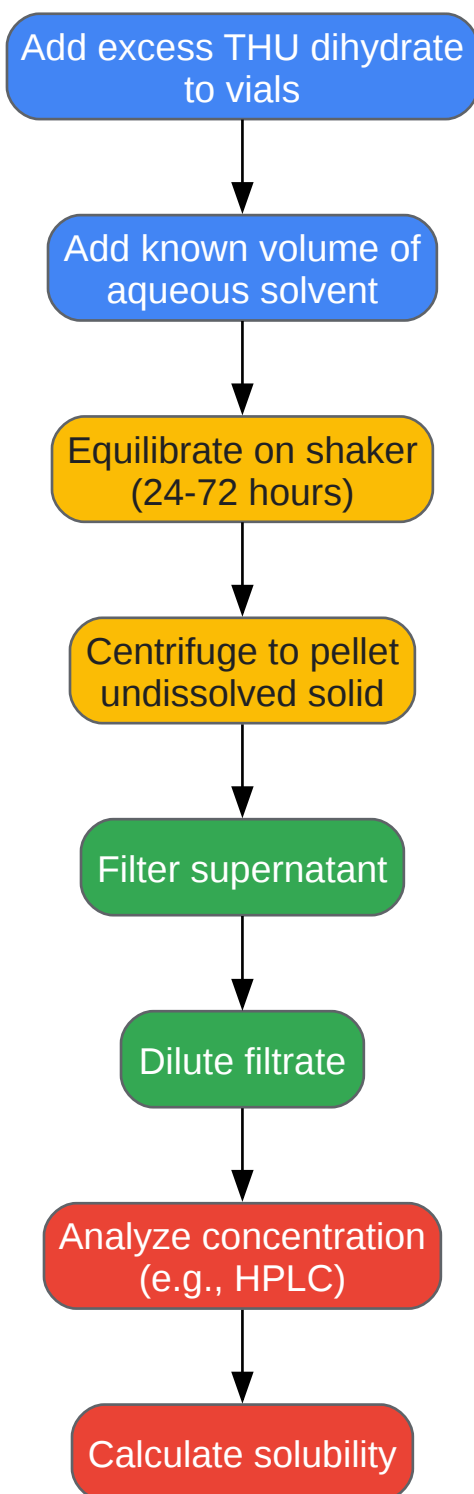 Add excess THU dihydrate
to vials
Add known volume of
aqueous solvent
Equilibrate on shaker
(24-72 hours)
Centrifuge to pellet
undissolved solid
Filter supernatant
Dilute filtrate
Analyze concentration
(e.g., HPLC)
Calculate solubility